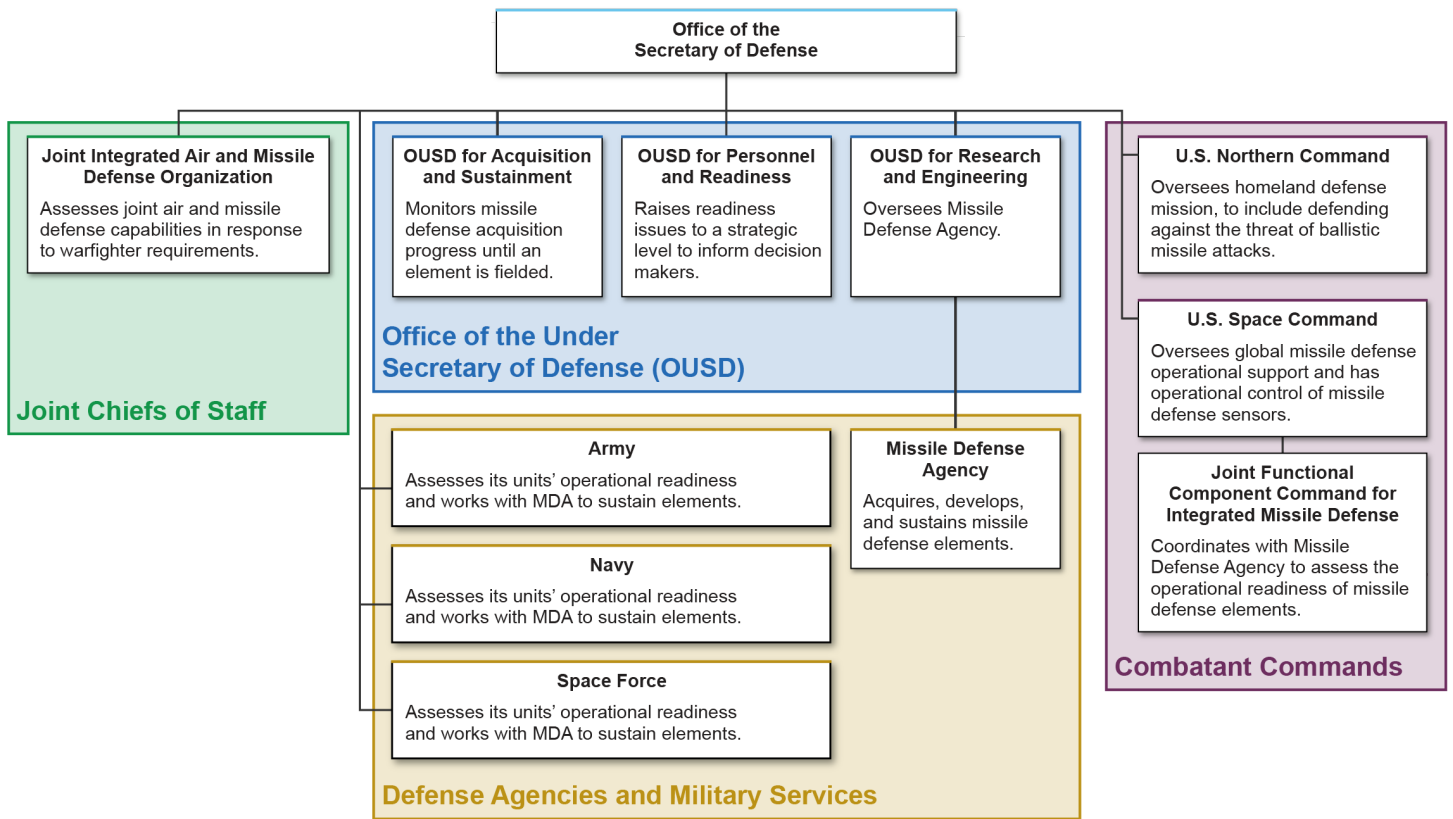 Office of the
Secretary of Defense
Joint Integrated Air and Missile
Defense Organization
Assesses joint air and missile
defense capabilities in response
to warfighter requirements.
Joint Chiefs of Staff
OUSD for Acquisition
and Sustainment
Monitors missile
defense acquisition
progress until an
element is fielded.
OUSD for Personnel
and Readiness
Raises readiness
issues to a strategic
level to inform decision
makers.
OUSD for Research
and Engineering
Oversees Missile
Defense Agency.
Office of the Under
Secretary of Defense (OUSD)
Army
Assesses its units’ operational readiness
and works with MDA to sustain elements.
Navy
Assesses its units’ operational readiness
and works with MDA to sustain elements.
Space Force
Assesses its units’ operational readiness
and works with MDA to sustain elements.
Missile Defense
Agency
Acquires, develops,
and sustains missile
defense elements.
Defense Agencies and Military Services
U.S. Northern Command
Oversees homeland defense
mission, to include defending
against the threat of ballistic
missile attacks.
U.S. Space Command
Oversees global missile defense
operational support and has
operational control of missile
defense sensors.
Joint Functional
Component Command for
Integrated Missile Defense
Coordinates with Missile
Defense Agency to assess the
operational readiness of missile
defense elements.
Combatant Commands